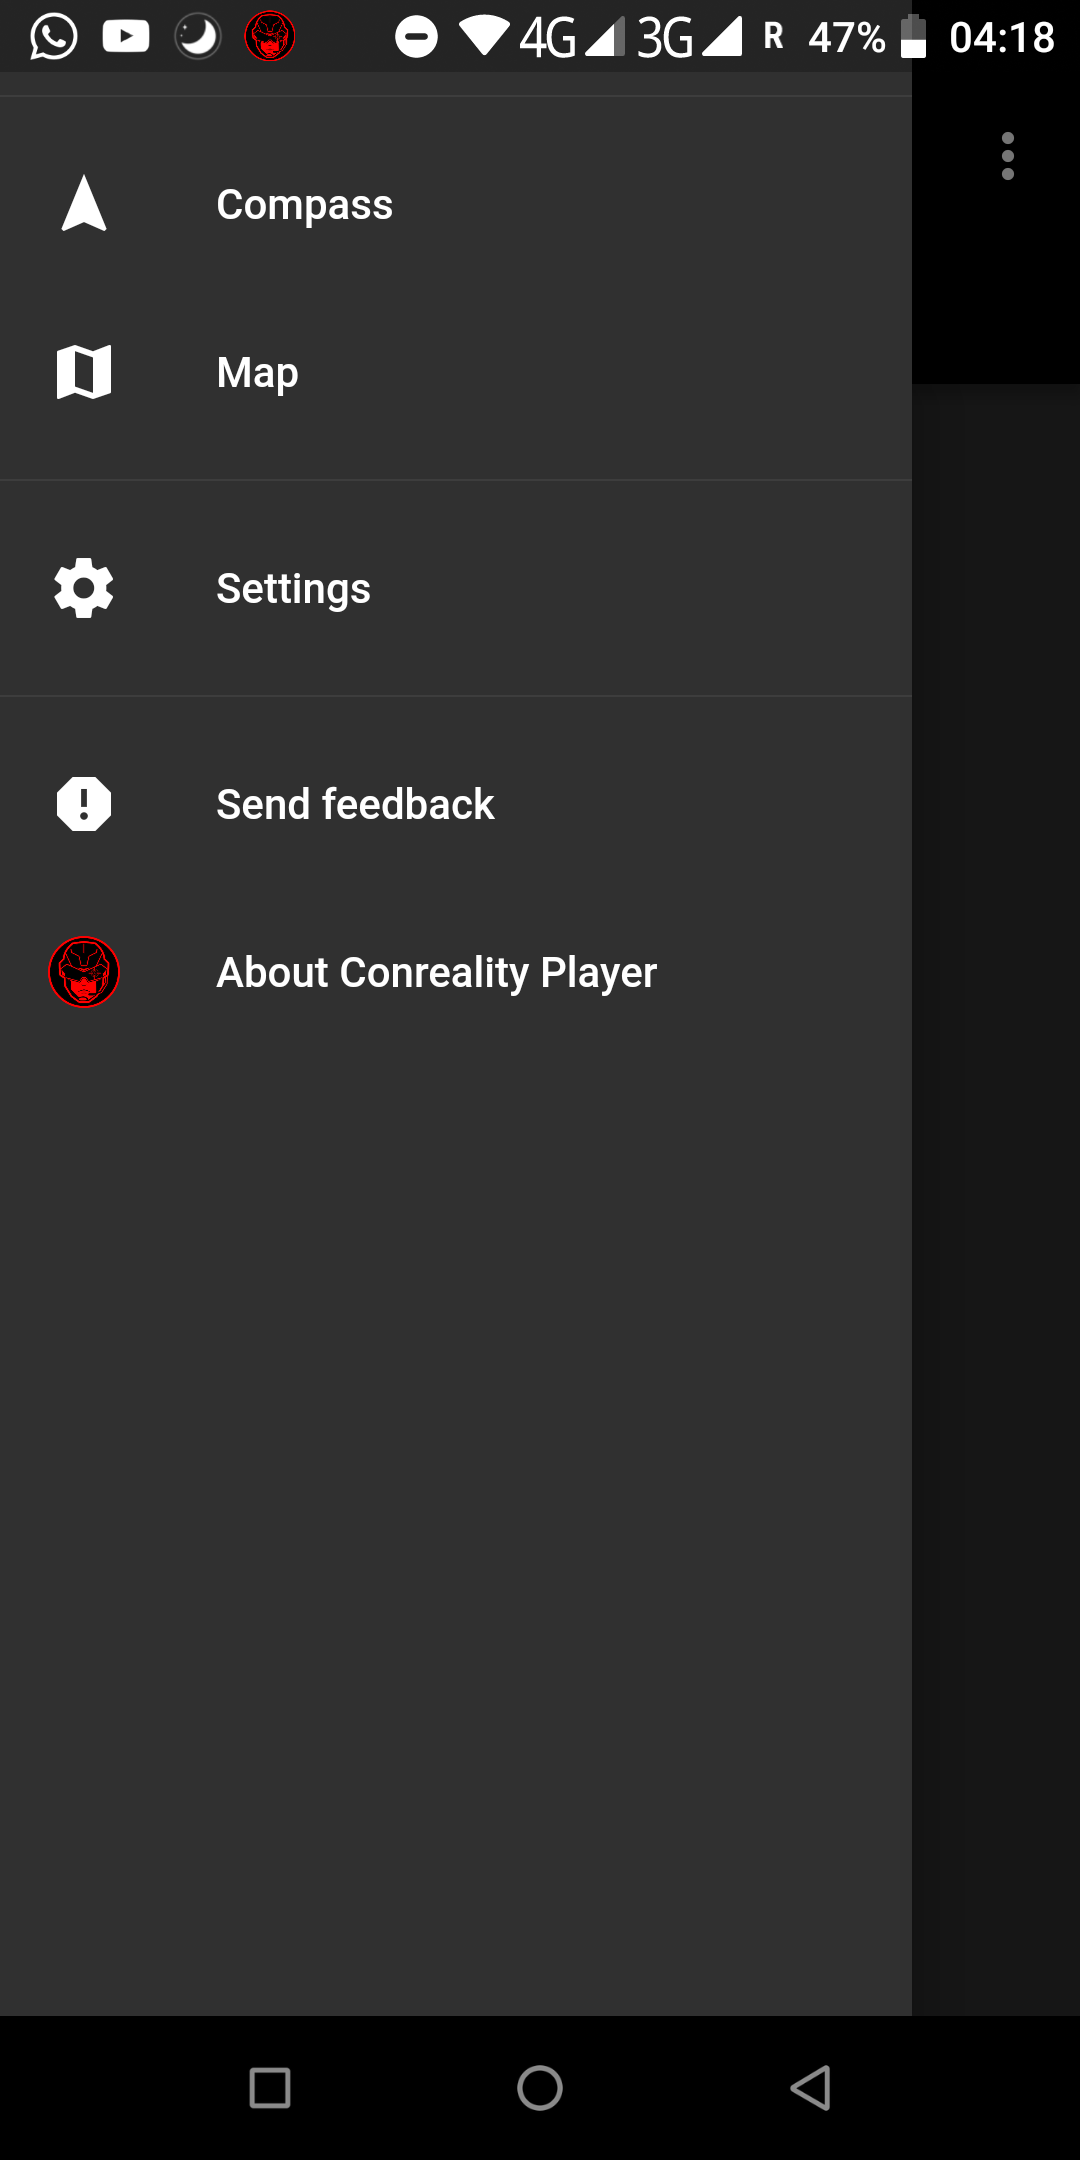 4G 3G R 47% 04:18
Compass
Map
Settings
Send feedback
About Conreality Player